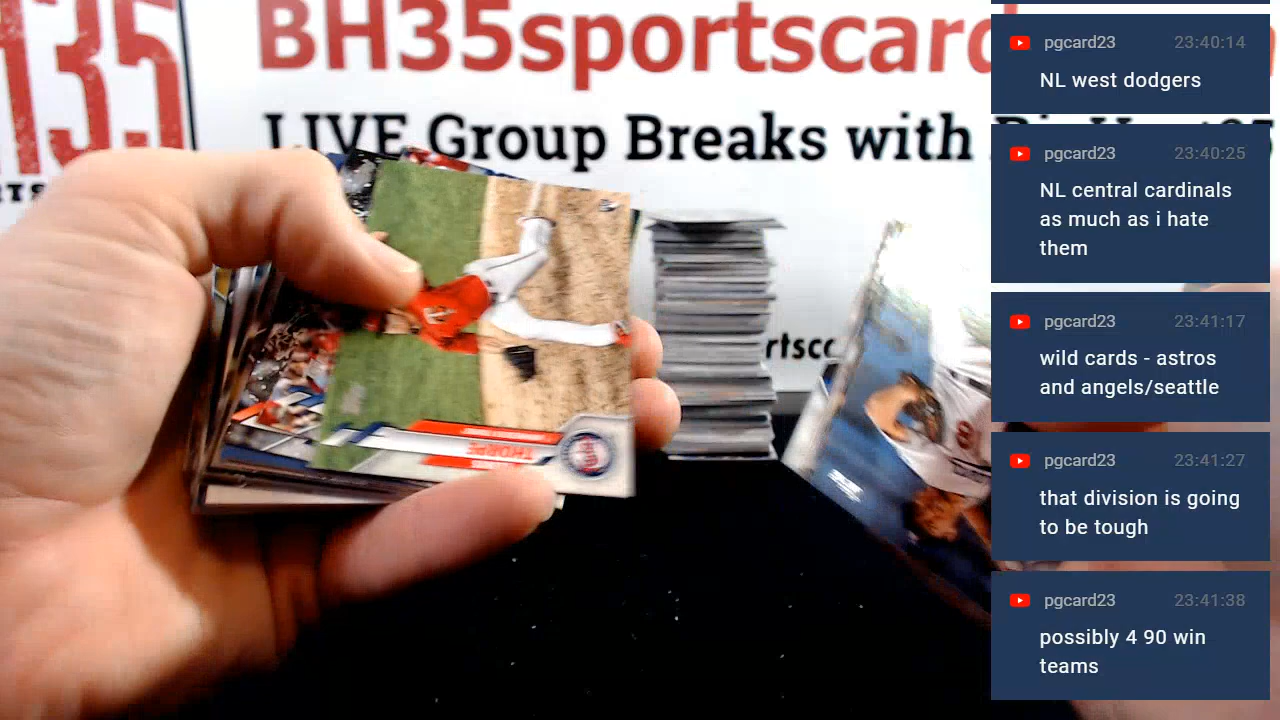 BH35sportscard
LIVE Group Breaks with
H35
rtscc
THORPE
pgcard23 23:40:14
NL west dodgers
pgcard23 23:40:25
NL central cardinals
as much as i hate
them
pgcard23 23:41:17
wild cards - astros
and angels/seattle
pgcard23 23:41:27
that division is going
to be tough
pgcard23 23:41:38
possibly 4 90 win
teams